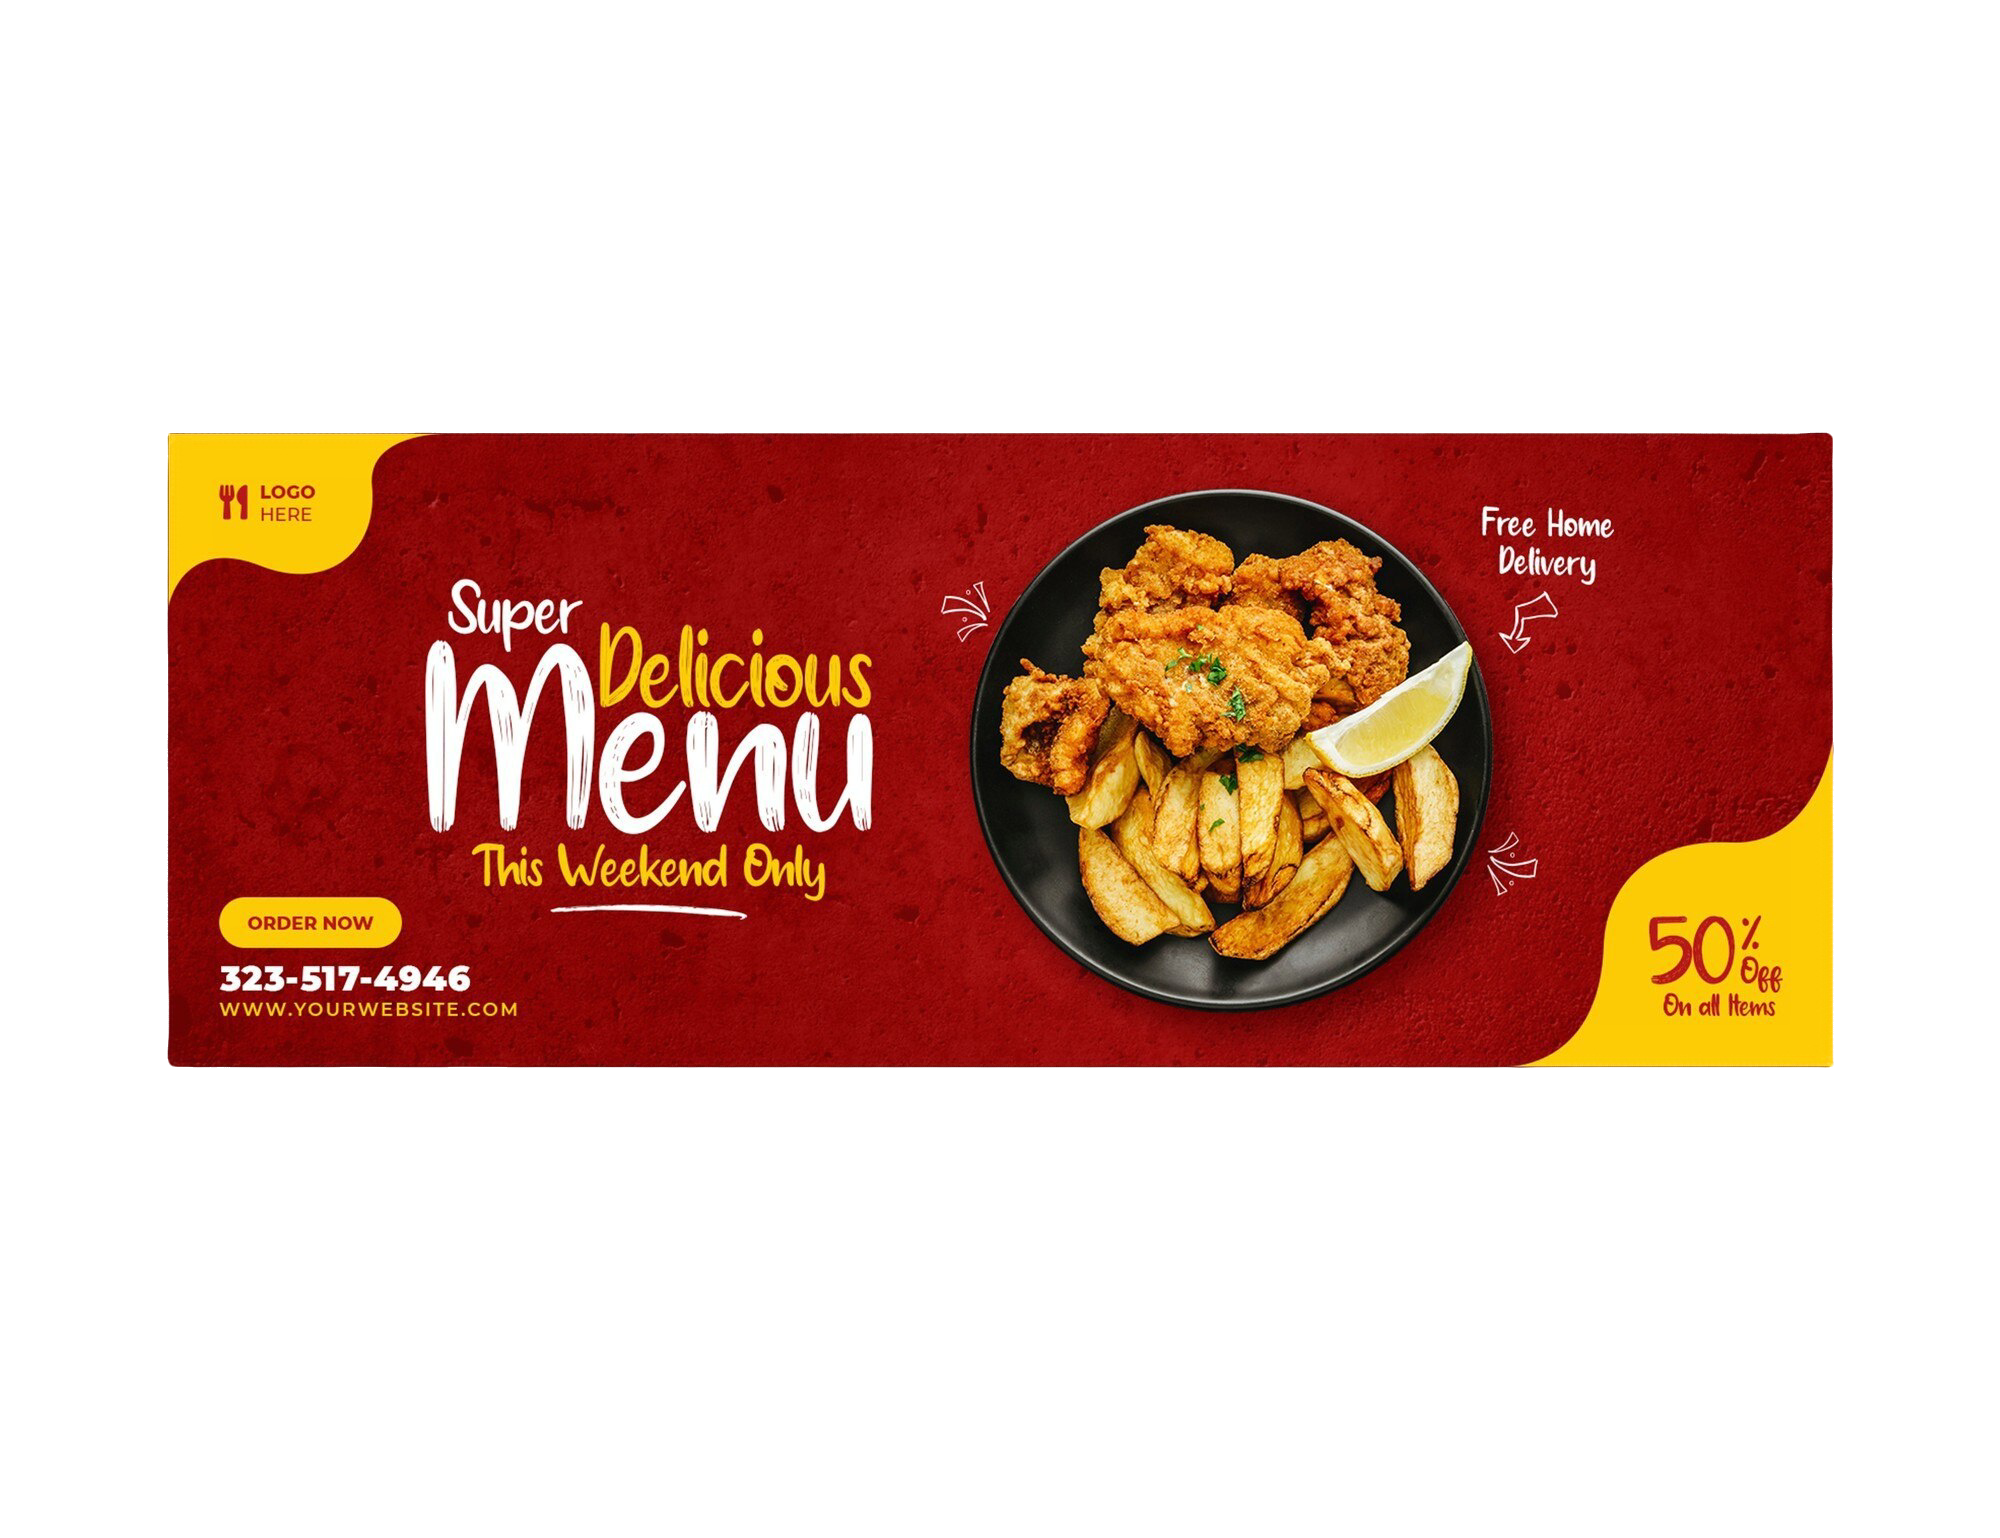 LOGO
HERE
Super
Delicious
Menu
This Weekend Only
ORDER NOW
323-517-4946
WWW.YOURWEBSITE.COM
Free Home
Delivery
50%
Off
On all Items